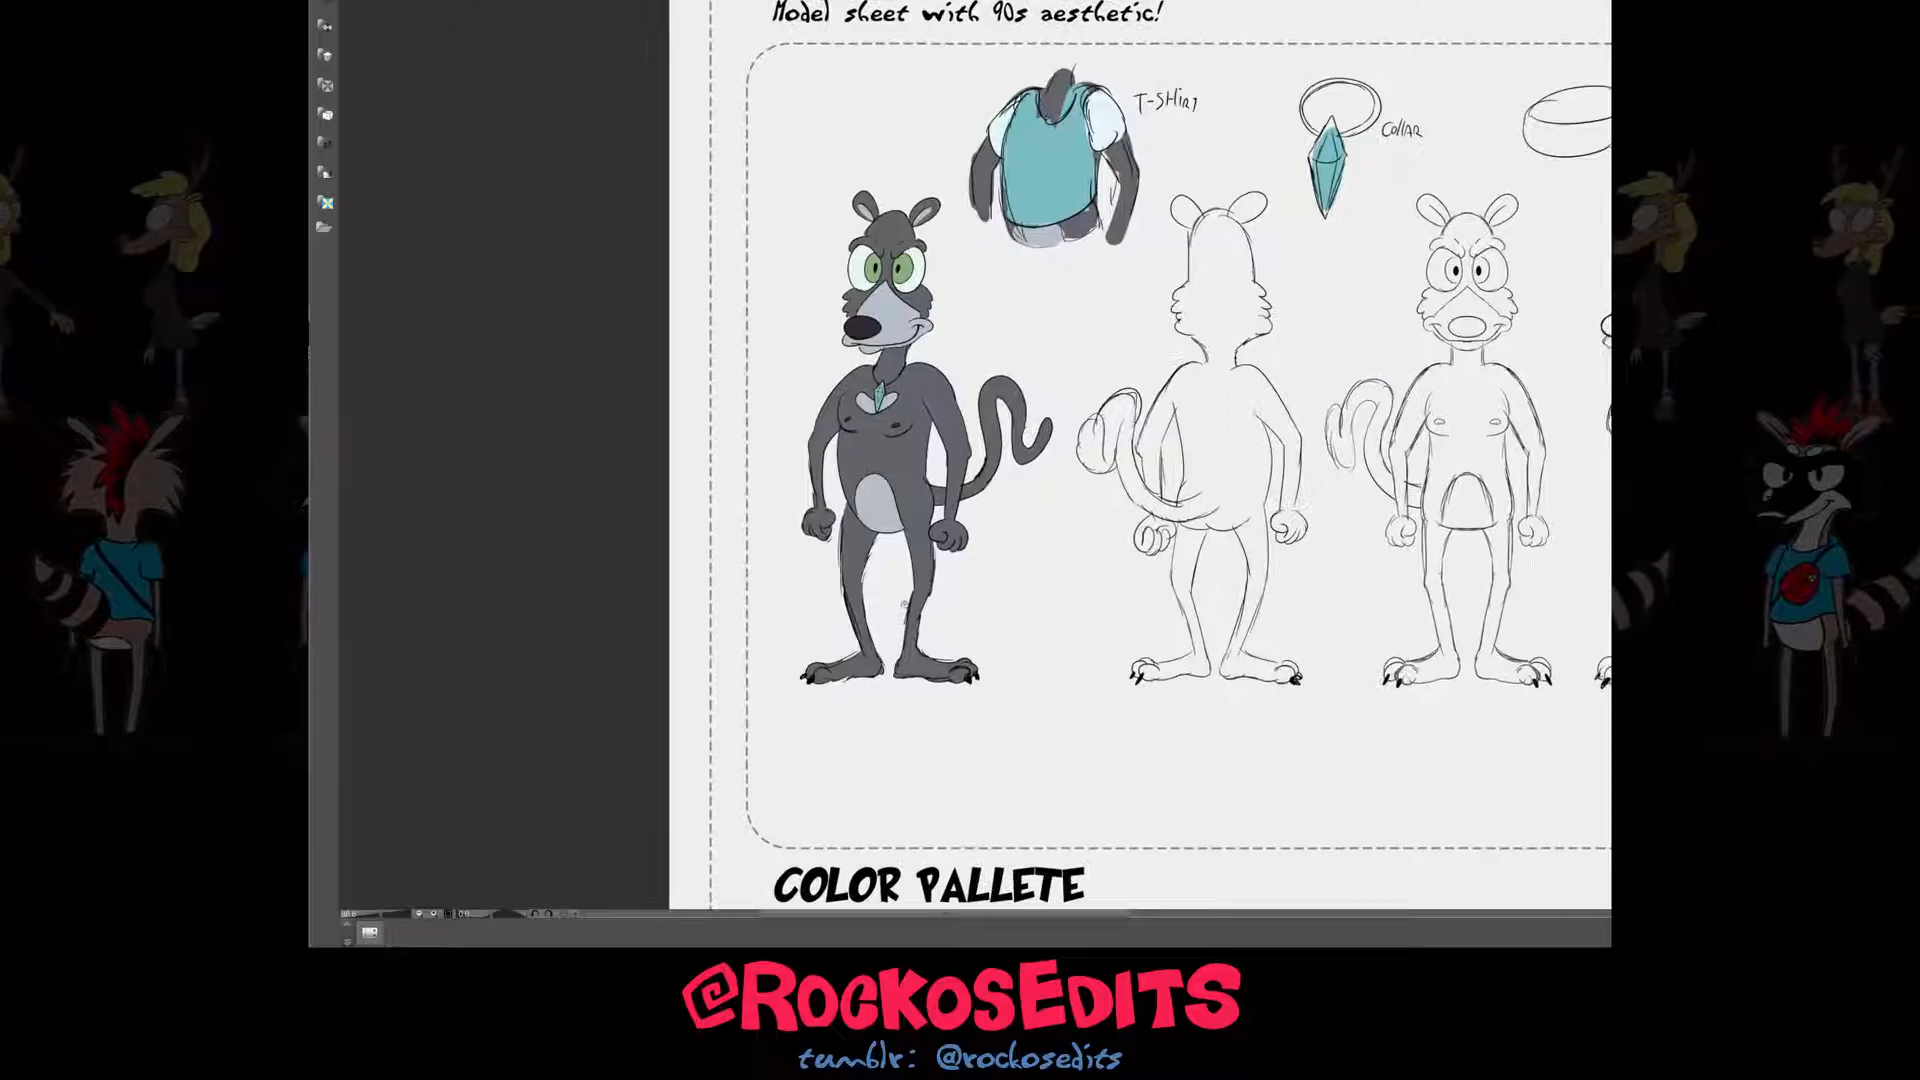 Model sheet with 90s aesthetic!
T-SHIRT
COLLAR
COLOR PALLETE
@ROCKOSEDITS
tumblr: @rockosedits